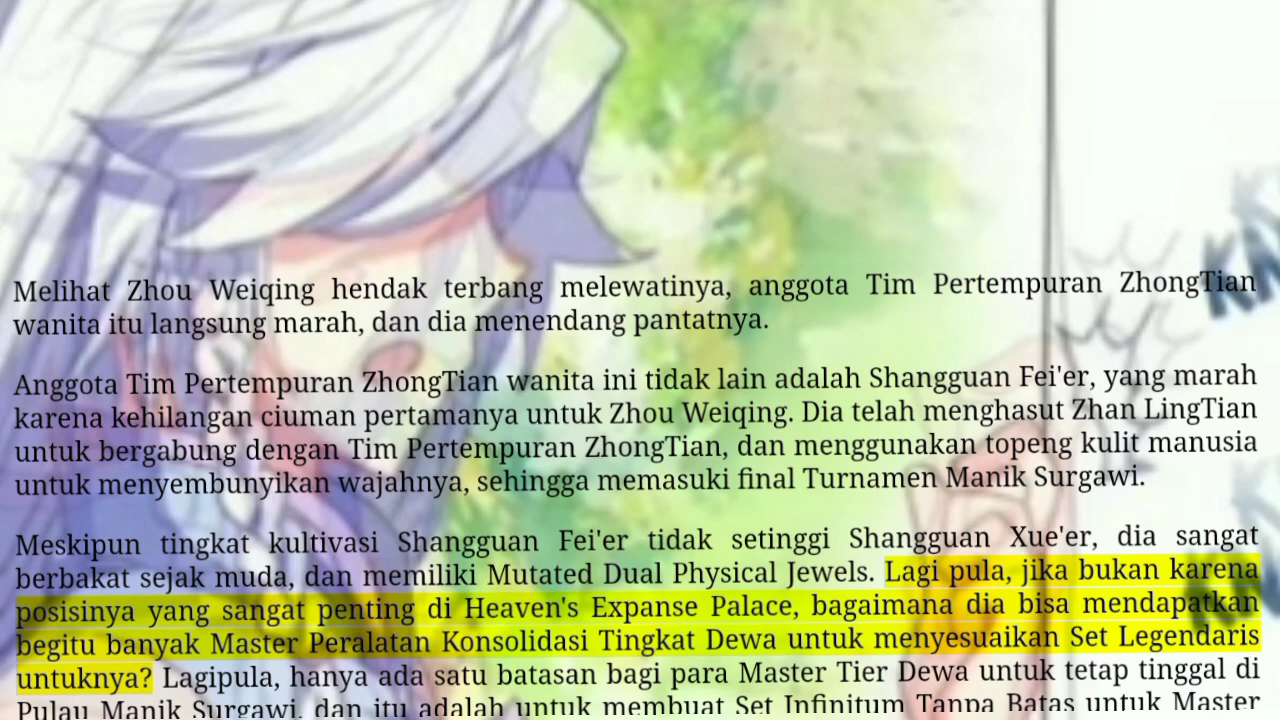 Melihat Zhou Weiqing hendak terbang melewatinya, anggota Tim Pertempuran ZhongTian
wanita itu langsung marah, dan dia menendang pantatnya.
Anggota Tim Pertempuran ZhongTian wanita ini tidak lain adalah Shangguan Fei'er, yang marah
karena kehilangan ciuman pertamanya untuk Zhou Weiqing. Dia telah menghasut Zhan LingTian
untuk bergabung dengan Tim Pertempuran ZhongTian, dan menggunakan topeng kulit manusia
untuk menyembunyikan wajahnya, sehingga memasuki final Turnamen Manik Surgawi.
Meskipun tingkat kultivasi Shangguan Fei'er tidak setinggi Shangguan Xue'er, dia sangat
berbakat sejak muda, dan memiliki Mutated Dual Physical Jewels. Lagi pula, jika bukan karena
posisinya yang sangat penting di Heaven's Expanse Palace, bagaimana dia bisa mendapatkan
begitu banyak Master Peralatan Konsolidasi Tingkat Dewa untuk menyesuaikan Set Legendaris
untuknya? Lagipula, hanya ada satu batasan bagi para Master Tier Dewa untuk tetap tinggal di
Pulau Manik Surgawi, dan itu adalah untuk membuat Set Infinitum Tanpa Batas untuk Master